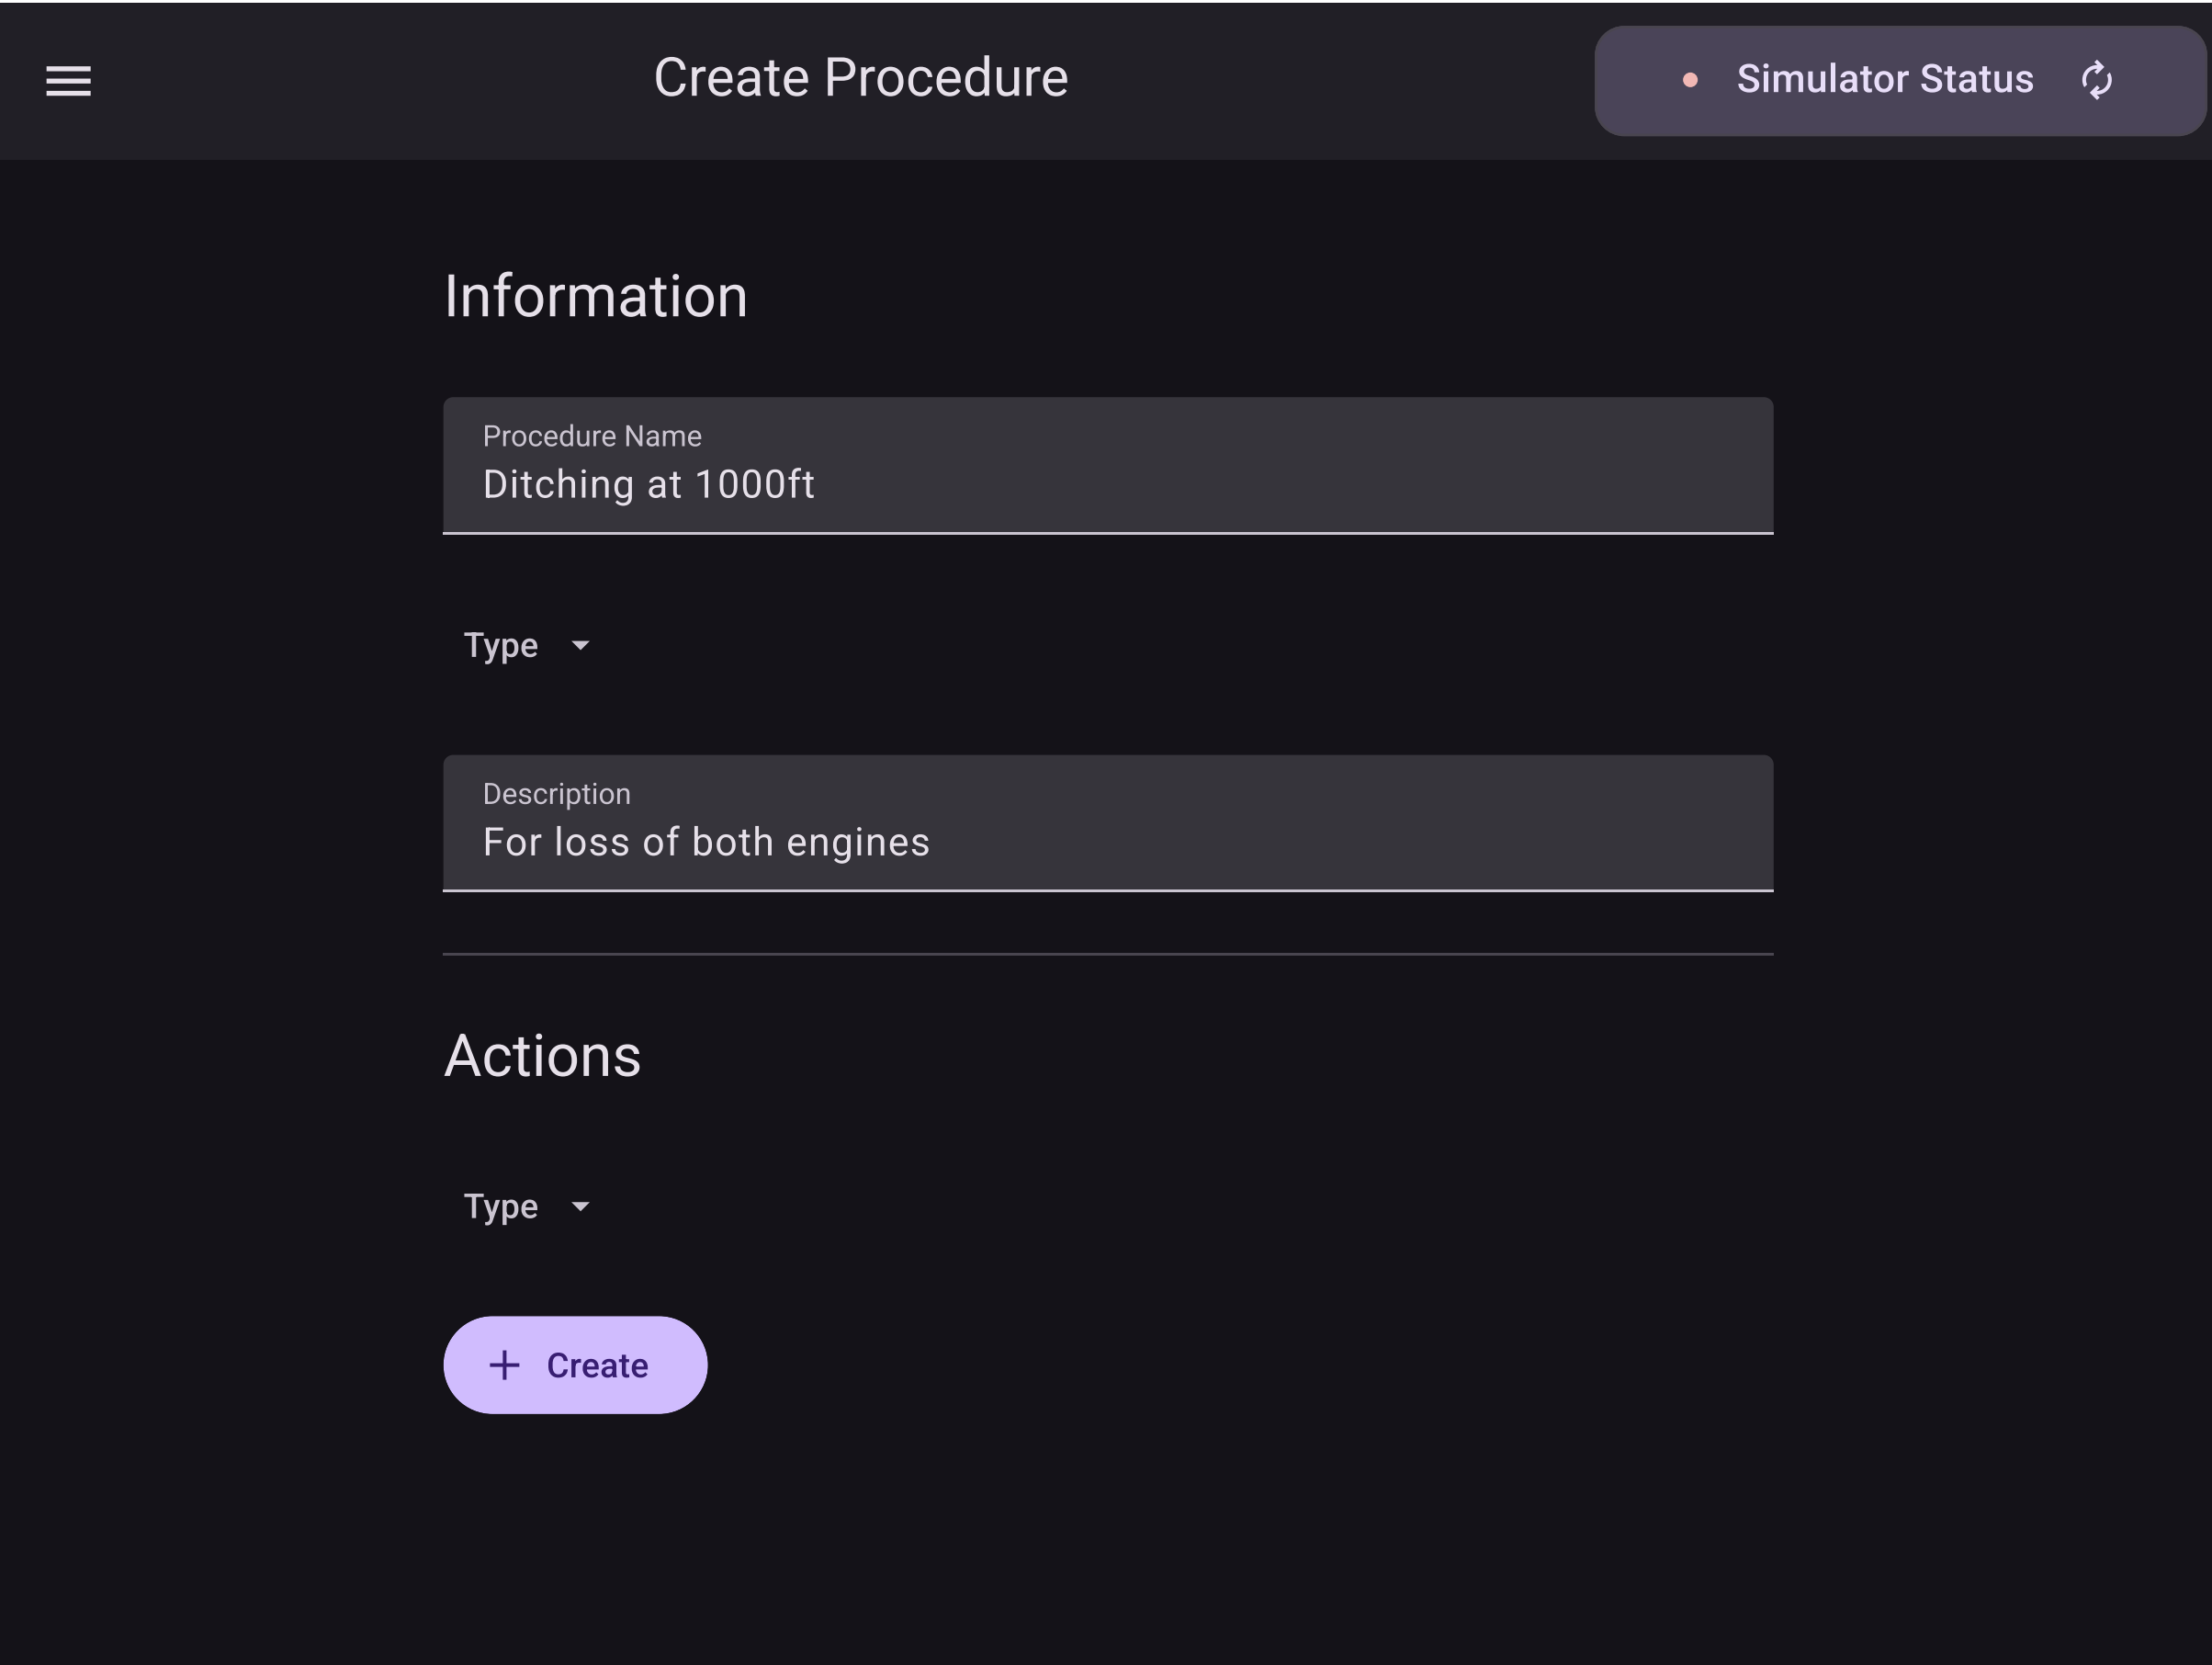 Create Procedure
Simulator Status
Information
Procedure Name
Ditching at 1000ft
Type
Description
For loss of both engines
Actions
Type
Create